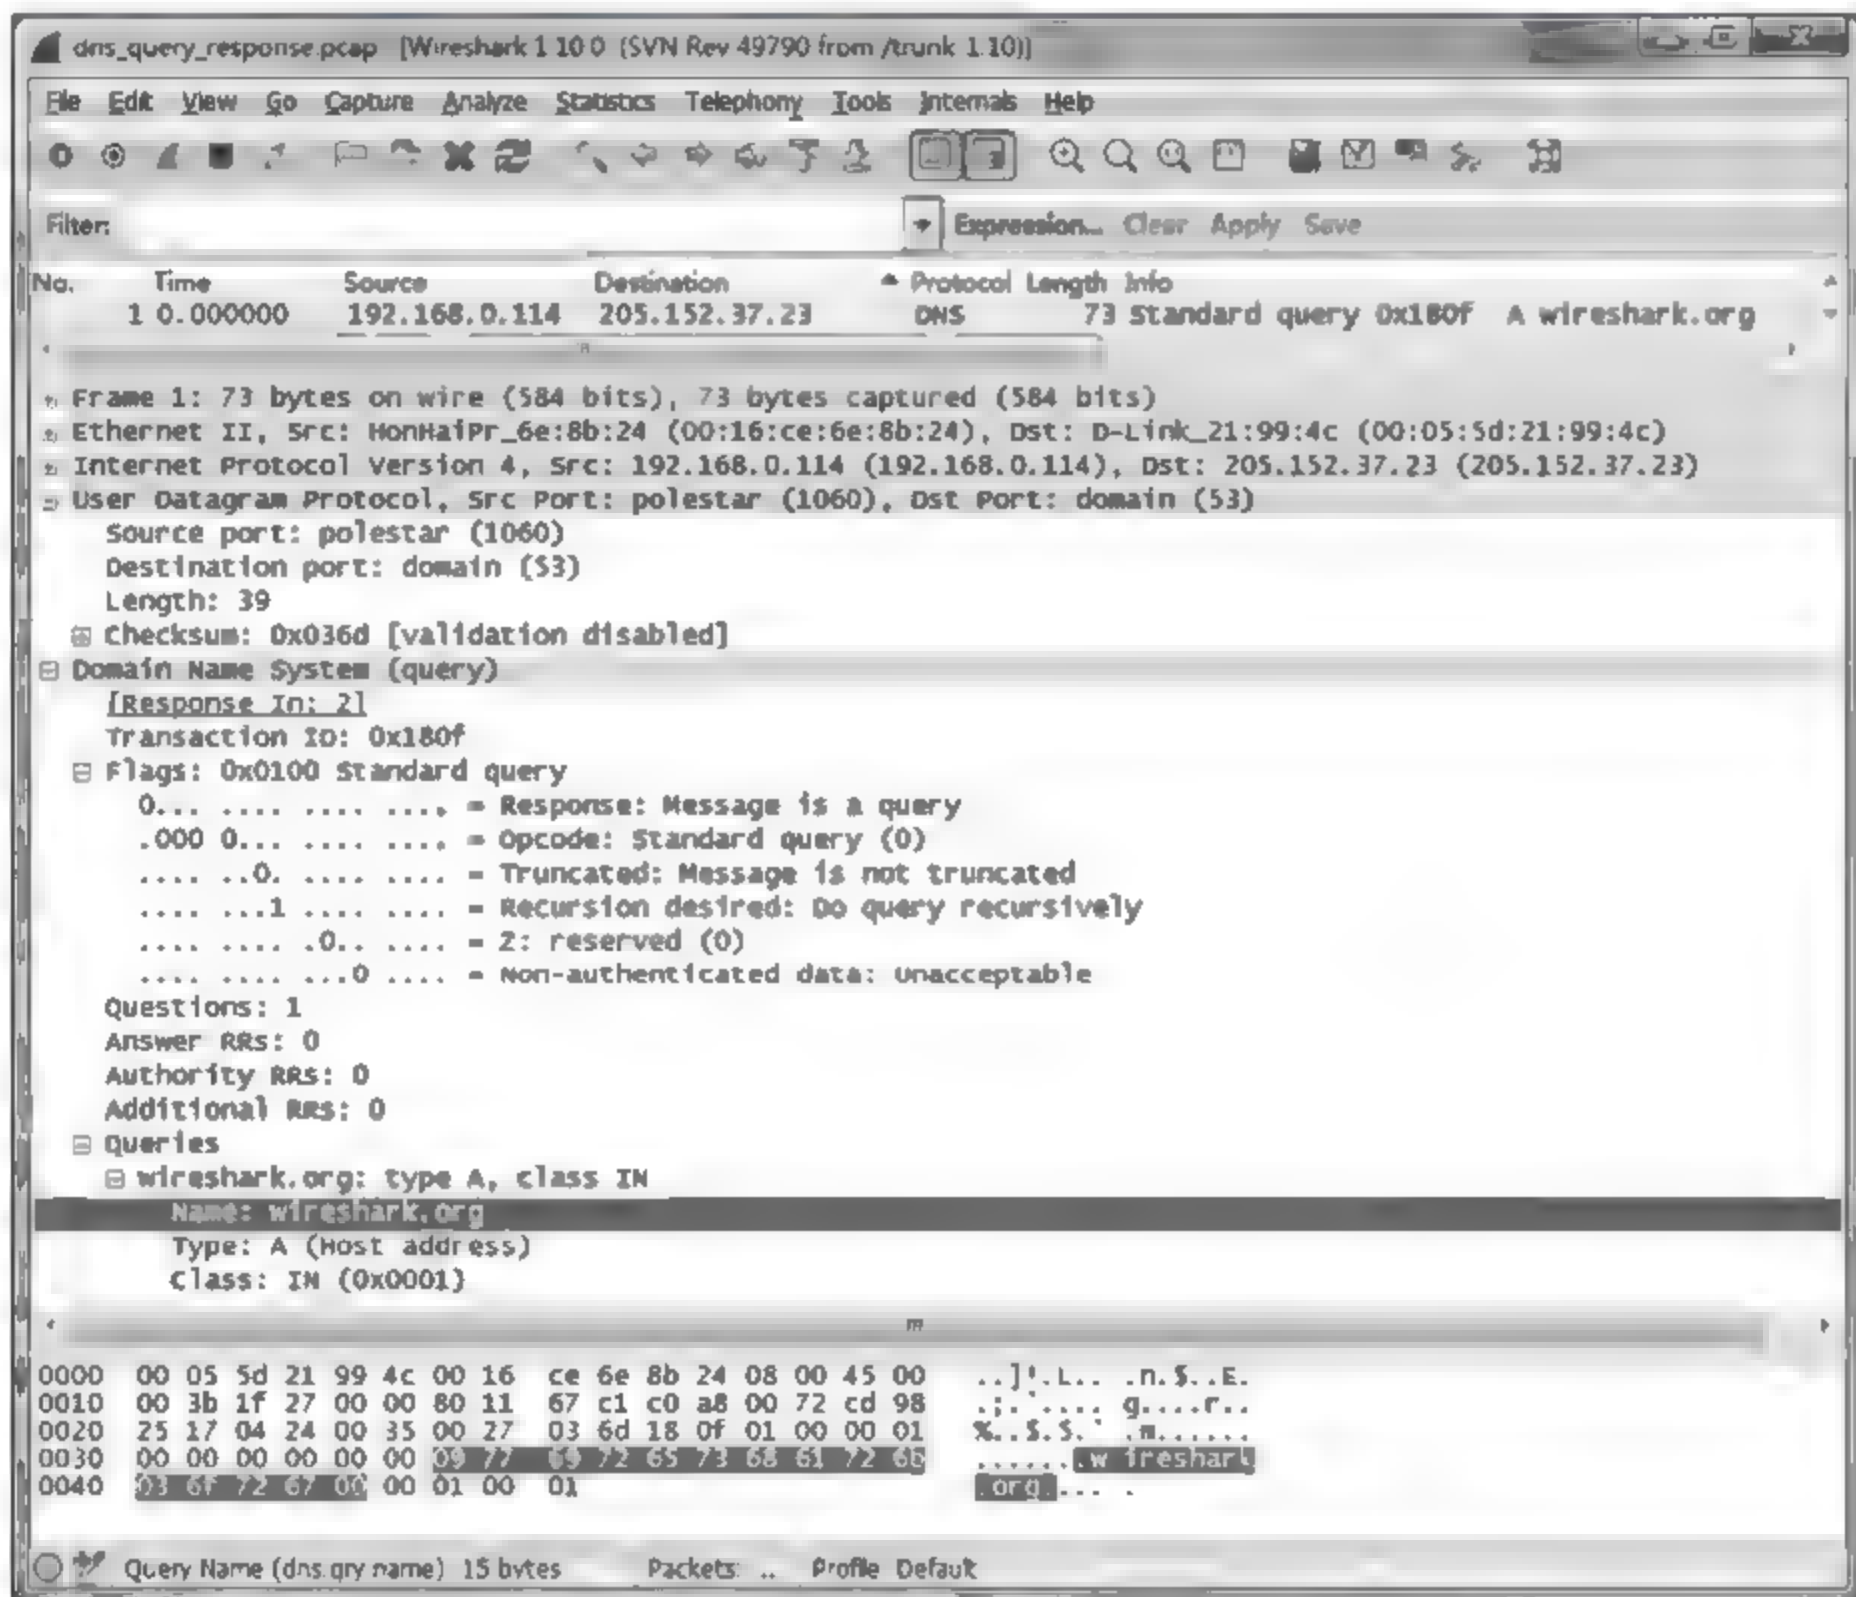 dns_query_response.pcap [Wireshark 1.10.0 (SVN Rev 49790 from /trunk-1.10)]
File Edit View Go Capture Analyze Statistics Telephony Tools Internals Help
Filter: Expression... Clear Apply Save
No. Time Source Destination Protocol Length Info
1 0.000000 192.168.0.114 205.152.37.23 DNS 73 Standard query 0x180f A wireshark.org
Frame 1: 73 bytes on wire (584 bits), 73 bytes captured (584 bits)
Ethernet II, Src: HonHaiPr_6e:8b:24 (00:16:ce:6e:8b:24), Dst: D-Link_21:99:4c (00:05:5d:21:99:4c)
Internet Protocol Version 4, Src: 192.168.0.114 (192.168.0.114), Dst: 205.152.37.23 (205.152.37.23)
User Datagram Protocol, Src Port: polestar (1060), Dst Port: domain (53)
Source port: polestar (1060)
Destination port: domain (53)
Length: 39
Checksum: 0x036d [validation disabled]
Domain Name System (query)
[Response In: 2]
Transaction ID: 0x180f
Flags: 0x0100 Standard query
0... .... .... .... = Response: Message is a query
.000 0... .... .... = Opcode: Standard query (0)
.... ..0. .... .... = Truncated: Message is not truncated
.... ...1 .... .... = Recursion desired: Do query recursively
.... .... .0.. .... = Z: reserved (0)
.... .... ...0 .... = Non-authenticated data: Unacceptable
Questions: 1
Answer RRs: 0
Authority RRs: 0
Additional RRs: 0
Queries
wireshark.org: type A, class IN
Name: wireshark.org
Type: A (Host address)
Class: IN (0x0001)
0000 00 05 5d 21 99 4c 00 16 ce 6e 8b 24 08 00 45 00 ..]!.L.. .n.$..E.
0010 00 3b 1f 27 00 00 80 11 67 c1 c0 a8 00 72 cd 98 .;.'.... g....r..
0020 25 17 04 24 00 35 00 27 03 6d 18 0f 01 00 00 01 %..$.5.' .m......
0030 00 00 00 00 00 00 09 77 69 72 65 73 68 61 72 6b .......w ireshark
0040 03 6f 72 67 00 00 01 00 01 .org.... .
Query Name (dns.qry.name) 15 bytes Packets: .. Profile: Default